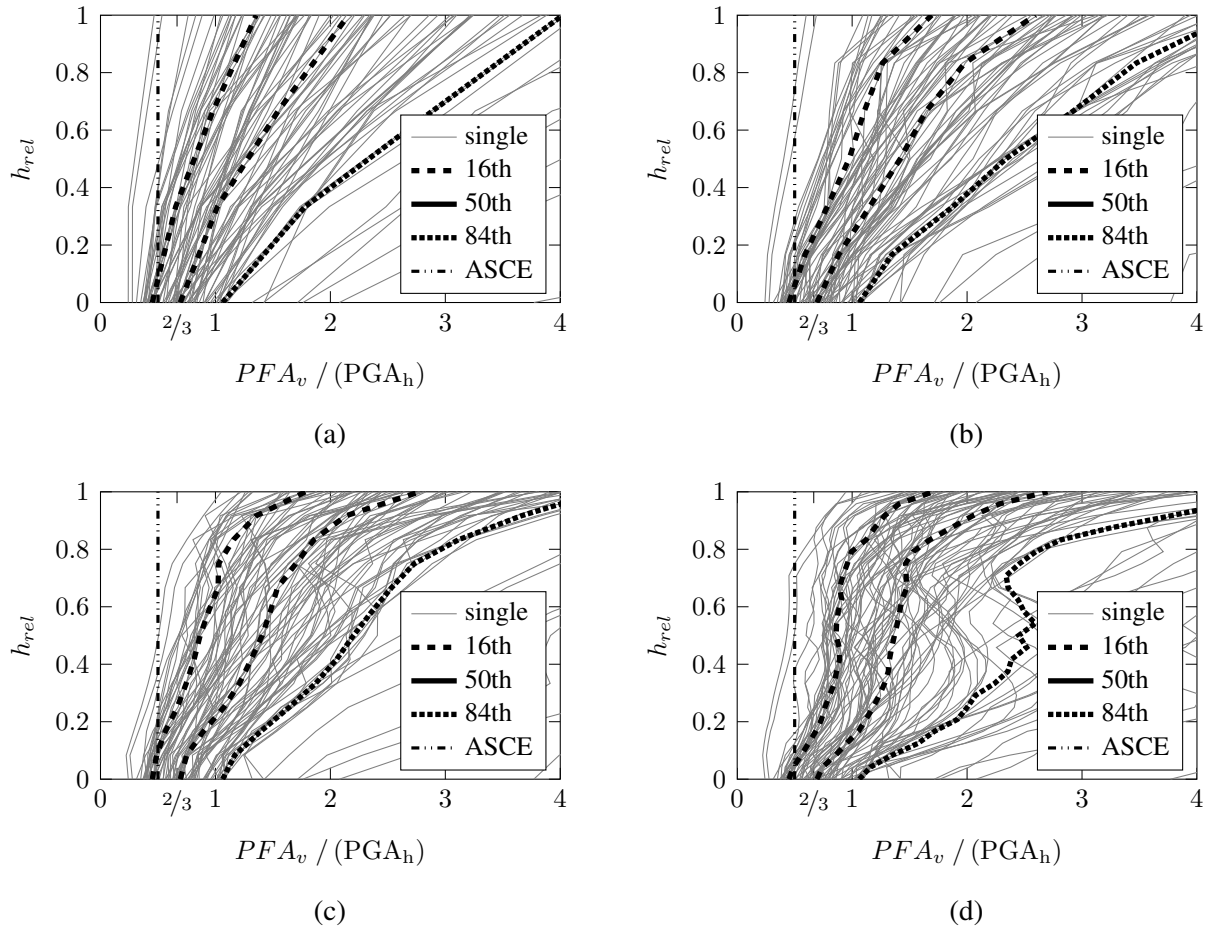 1
0.8
0.6
0.4
0.2
0
h_rel
0 2/3 1 2 3 4
PFA_v / (PGA_h)
single
16th
50th
84th
ASCE
(a)
1
0.8
0.6
0.4
0.2
0
h_rel
0 2/3 1 2 3 4
PFA_v / (PGA_h)
single
16th
50th
84th
ASCE
(b)
1
0.8
0.6
0.4
0.2
0
h_rel
0 2/3 1 2 3 4
PFA_v / (PGA_h)
single
16th
50th
84th
ASCE
(c)
1
0.8
0.6
0.4
0.2
0
h_rel
0 2/3 1 2 3 4
PFA_v / (PGA_h)
single
16th
50th
84th
ASCE
(d)